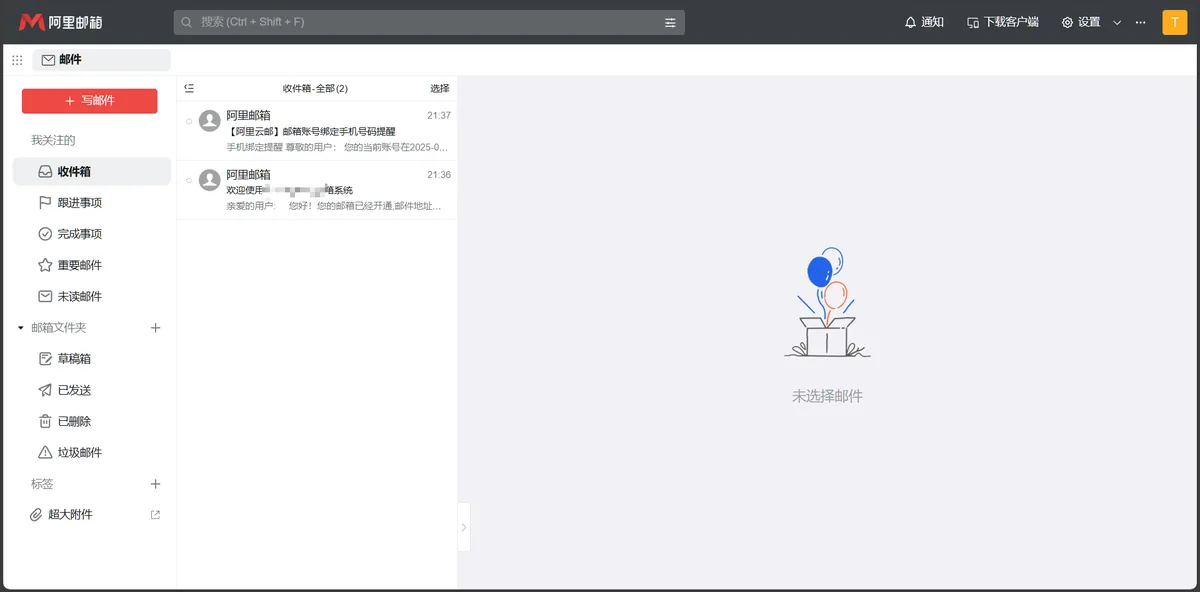 阿里邮箱
搜索 (Ctrl + Shift + F)
通知
下载客户端
设置
T
邮件
写邮件
我关注的
收件箱
跟进事项
完成事项
重要邮件
未读邮件
邮箱文件夹
草稿箱
已发送
已删除
垃圾邮件
标签
超大附件
收件箱-全部(2)
选择
阿里邮箱
21:37
【阿里云邮】邮箱账号绑定手机号码提醒
手机绑定提醒 尊敬的用户： 您的当前账号在2025-0...
阿里邮箱
21:36
欢迎使用 箱系统
亲爱的用户: 您好！您的邮箱已经开通,邮件地址...
未选择邮件